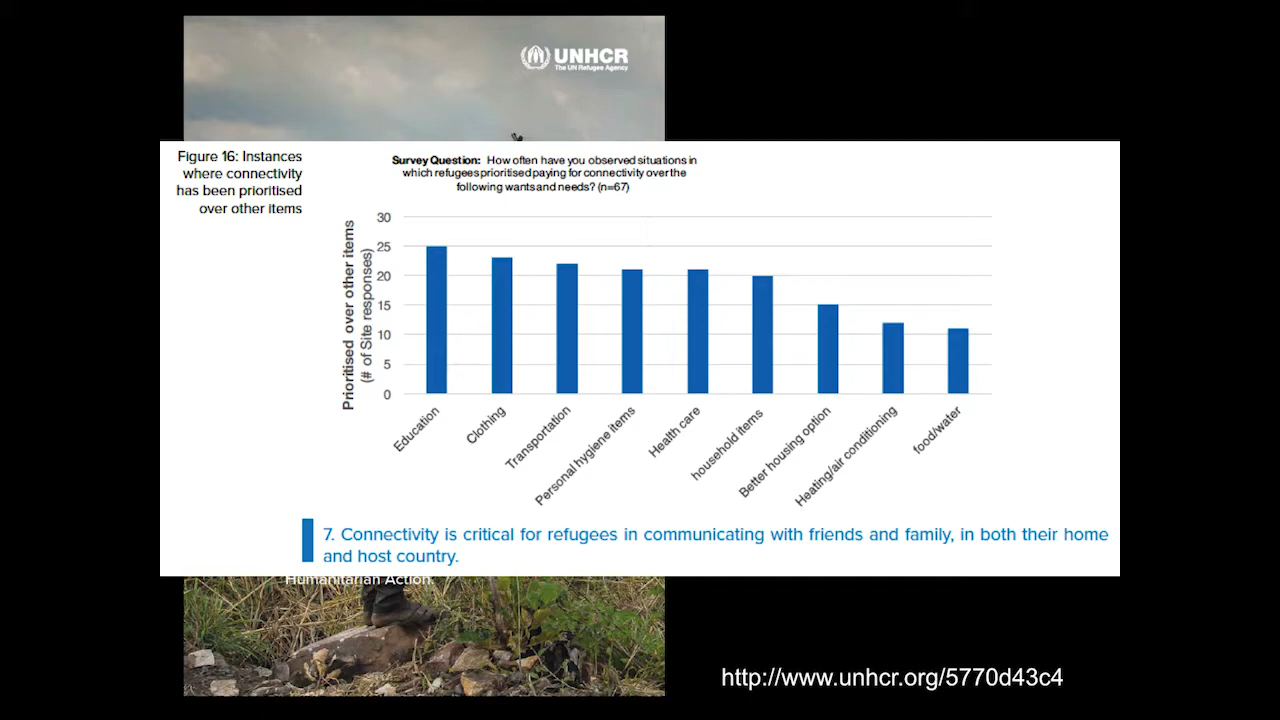 UNHCR
The UN Refugee Agency
Figure 16: Instances
where connectivity
has been prioritised
over other items
Survey Question: How often have you observed situations in
which refugees prioritised paying for connectivity over the
following wants and needs? (n=67)
Prioritised over other items
(# of Site responses)
30
25
20
15
10
5
0
Education
Clothing
Transportation
Personal hygiene items
Health care
household items
Better housing option
Heating/air conditioning
food/water
7. Connectivity is critical for refugees in communicating with friends and family, in both their home
and host country.
Humanitarian Action.
http://www.unhcr.org/5770d43c4